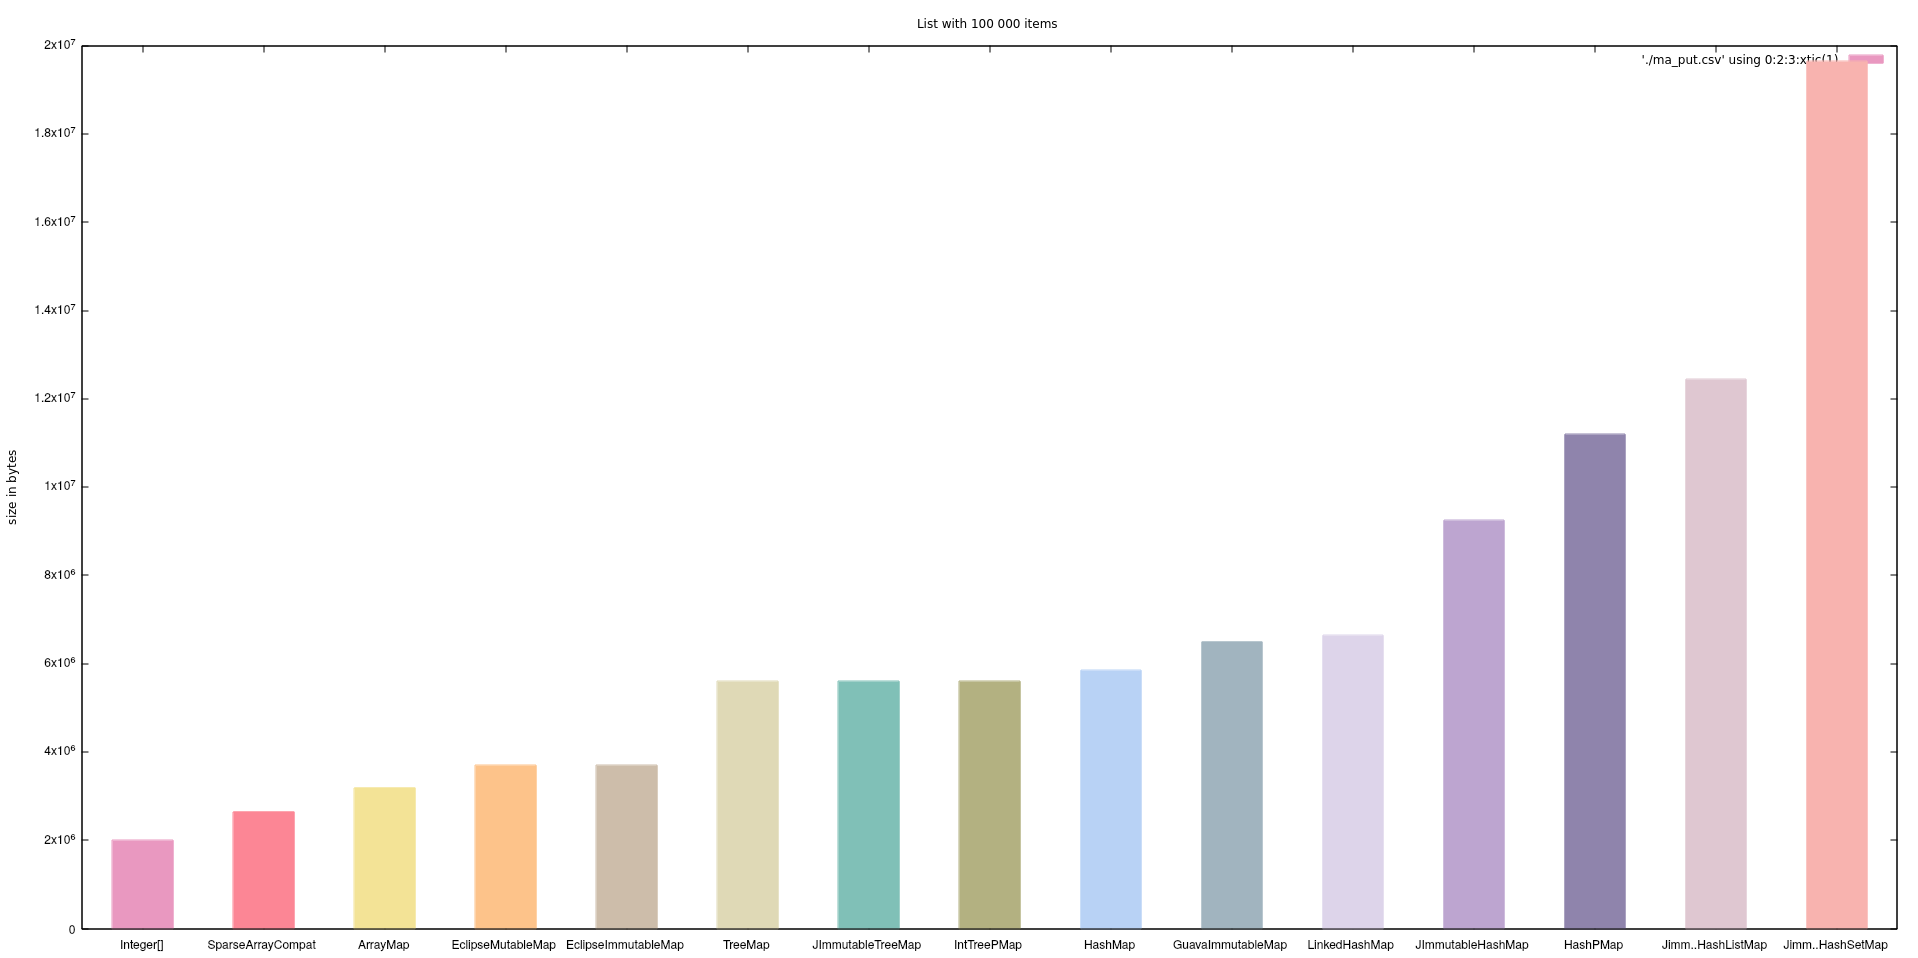 List with 100 000 items
'./ma_put.csv' using 0:2:3:xtic(1)
size in bytes
2x10⁷
1.8x10⁷
1.6x10⁷
1.4x10⁷
1.2x10⁷
1x10⁷
8x10⁶
6x10⁶
4x10⁶
2x10⁶
0
Integer[] SparseArrayCompat ArrayMap EclipseMutableMap EclipseImmutableMap TreeMap JImmutableTreeMap IntTreePMap HashMap GuavaImmutableMap LinkedHashMap JImmutableHashMap HashPMap Jimm..HashListMap Jimm..HashSetMap